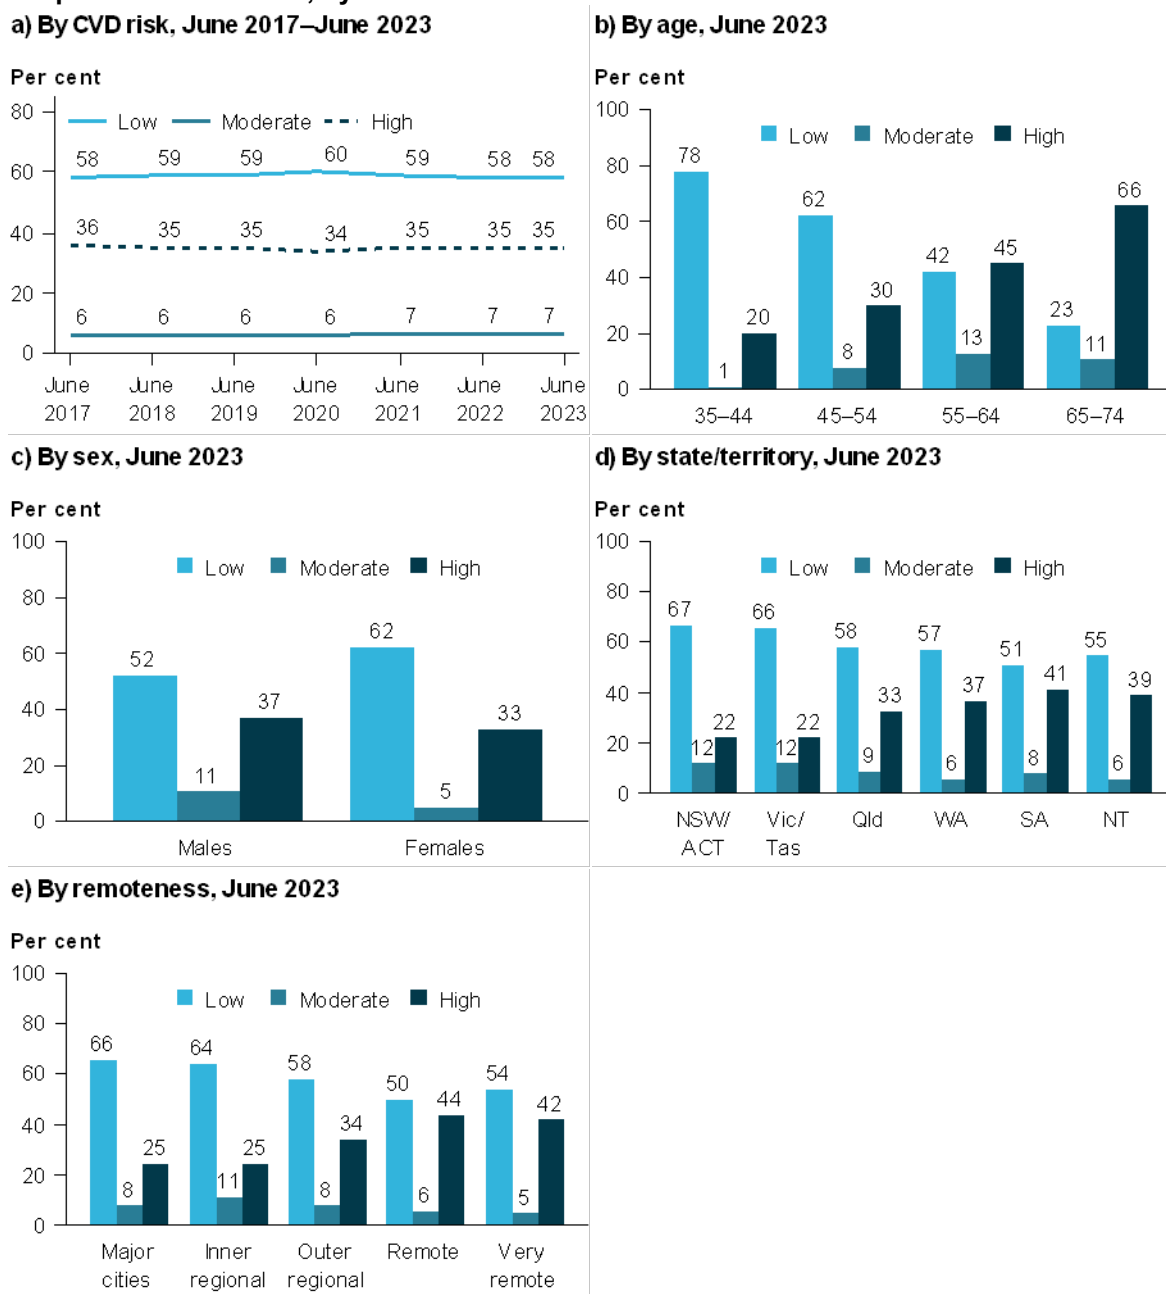 a) By CVD risk, June 2017–June 2023
Per cent
Low Moderate High
80
60
40
20
0
58 59 59 60 59 58 58
36 35 35 34 35 35 35
6 6 6 6 7 7 7
June June June June June June June
2017 2018 2019 2020 2021 2022 2023
b) By age, June 2023
Per cent
Low Moderate High
100
80
60
40
20
0
78 1 20
62 8 30
42 13 45
23 11 66
35–44 45–54 55–64 65–74
c) By sex, June 2023
Per cent
Low Moderate High
100
80
60
40
20
0
52 11 37
62 5 33
Males Females
d) By state/territory, June 2023
Per cent
Low Moderate High
100
80
60
40
20
0
67 12 22
66 12 22
58 9 33
57 6 37
51 8 41
55 6 39
NSW/ Vic/ Qld WA SA NT
ACT Tas
e) By remoteness, June 2023
Per cent
Low Moderate High
100
80
60
40
20
0
66 8 25
64 11 25
58 8 34
50 6 44
54 5 42
Major Inner Outer Remote Very
cities regional regional remote